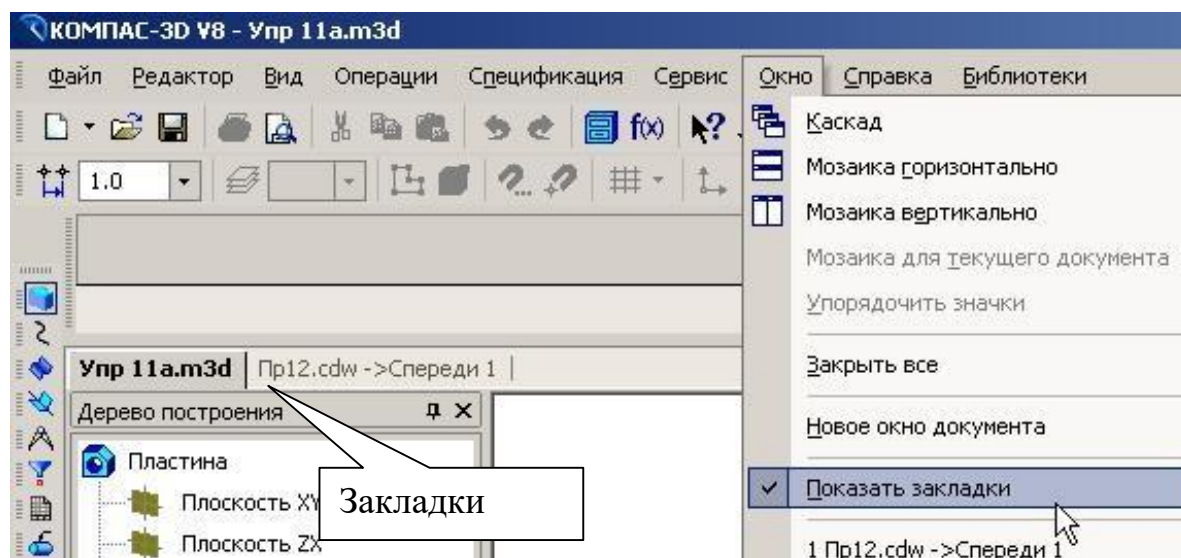 КОМПАС-3D V8 - Упр 11а.m3d
Файл Редактор Вид Операции Спецификация Сервис Окно Справка Библиотеки
f(x)
1.0
Каскад
Мозаика горизонтально
Мозаика вертикально
Мозаика для текущего документа
Упорядочить значки
Закрыть все
Новое окно документа
Показать закладки
1 Пр12.cdw ->Спереди 1
Упр 11а.m3d Пр12.cdw ->Спереди 1
Дерево построения
Пластина
Плоскость XY
Плоскость ZX
Закладки